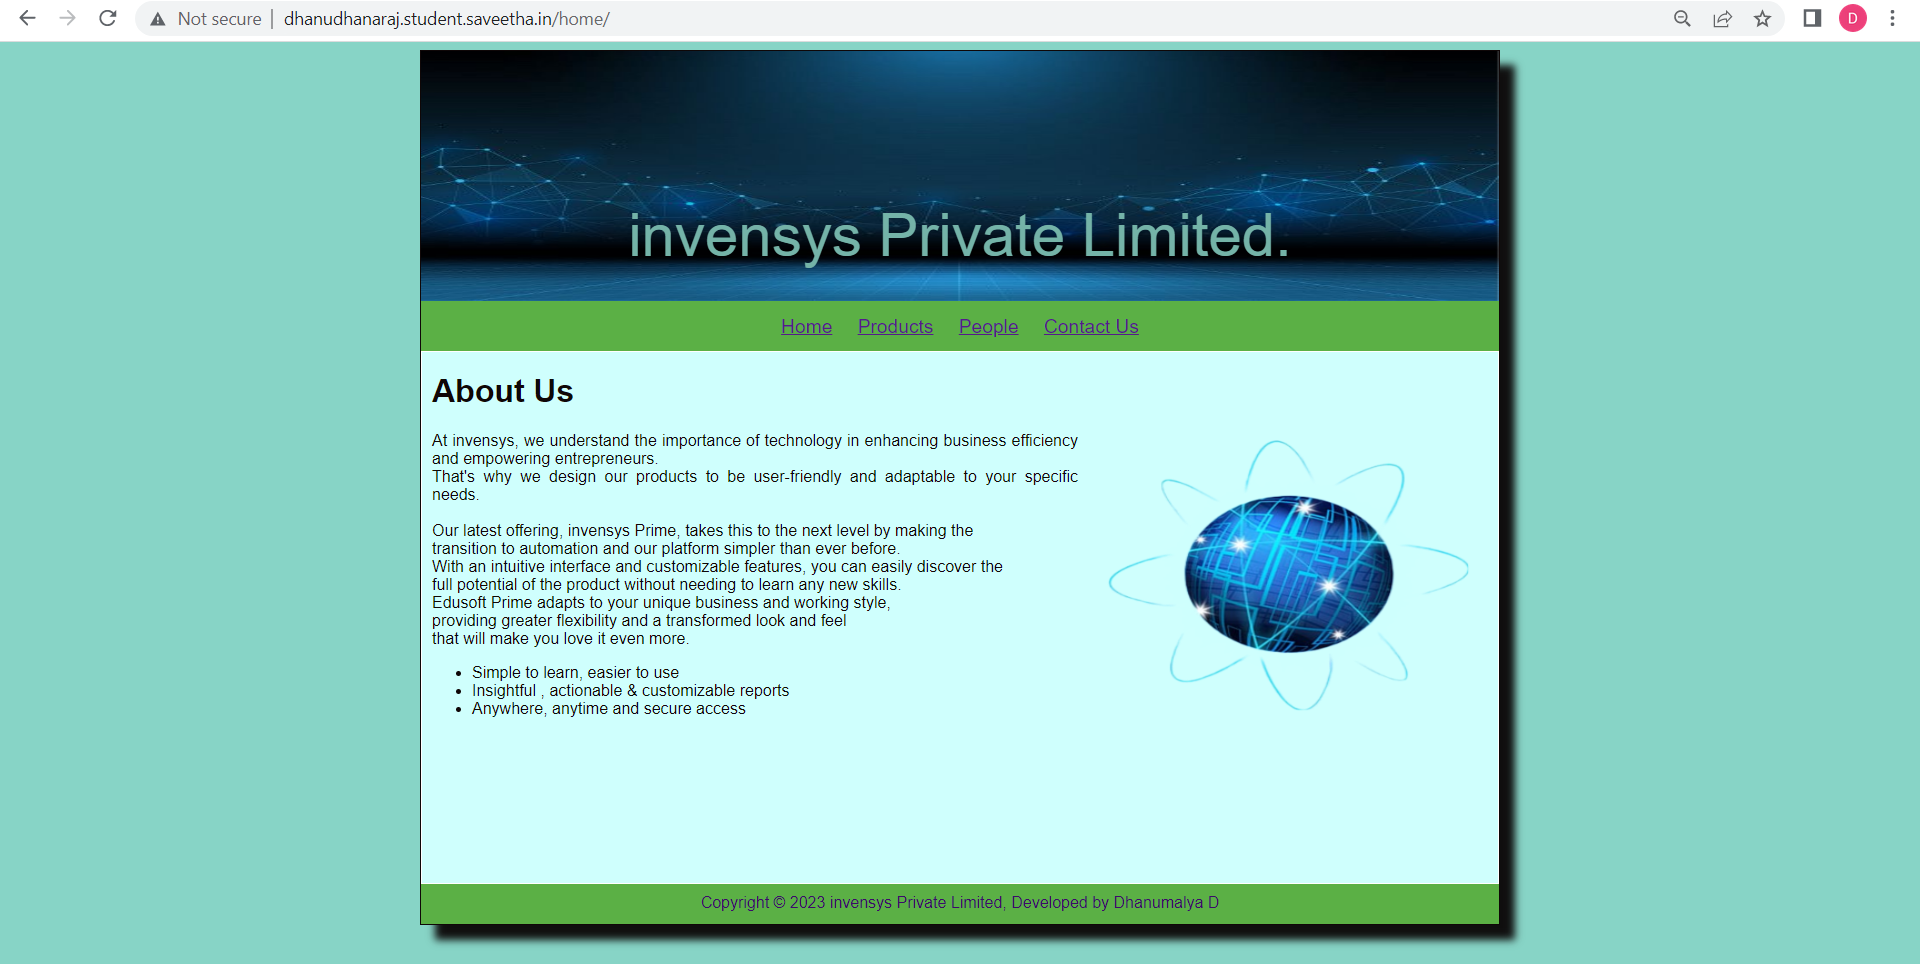 Not secure | dhanudhanaraj.student.saveetha.in/home/
D
invensys Private Limited.
Home Products People Contact Us
About Us
At invensys, we understand the importance of technology in enhancing business efficiency
and empowering entrepreneurs.
That's why we design our products to be user-friendly and adaptable to your specific
needs.
Our latest offering, invensys Prime, takes this to the next level by making the
transition to automation and our platform simpler than ever before.
With an intuitive interface and customizable features, you can easily discover the
full potential of the product without needing to learn any new skills.
Edusoft Prime adapts to your unique business and working style,
providing greater flexibility and a transformed look and feel
that will make you love it even more.
• Simple to learn, easier to use
• Insightful , actionable & customizable reports
• Anywhere, anytime and secure access
Copyright © 2023 invensys Private Limited, Developed by Dhanumalya D